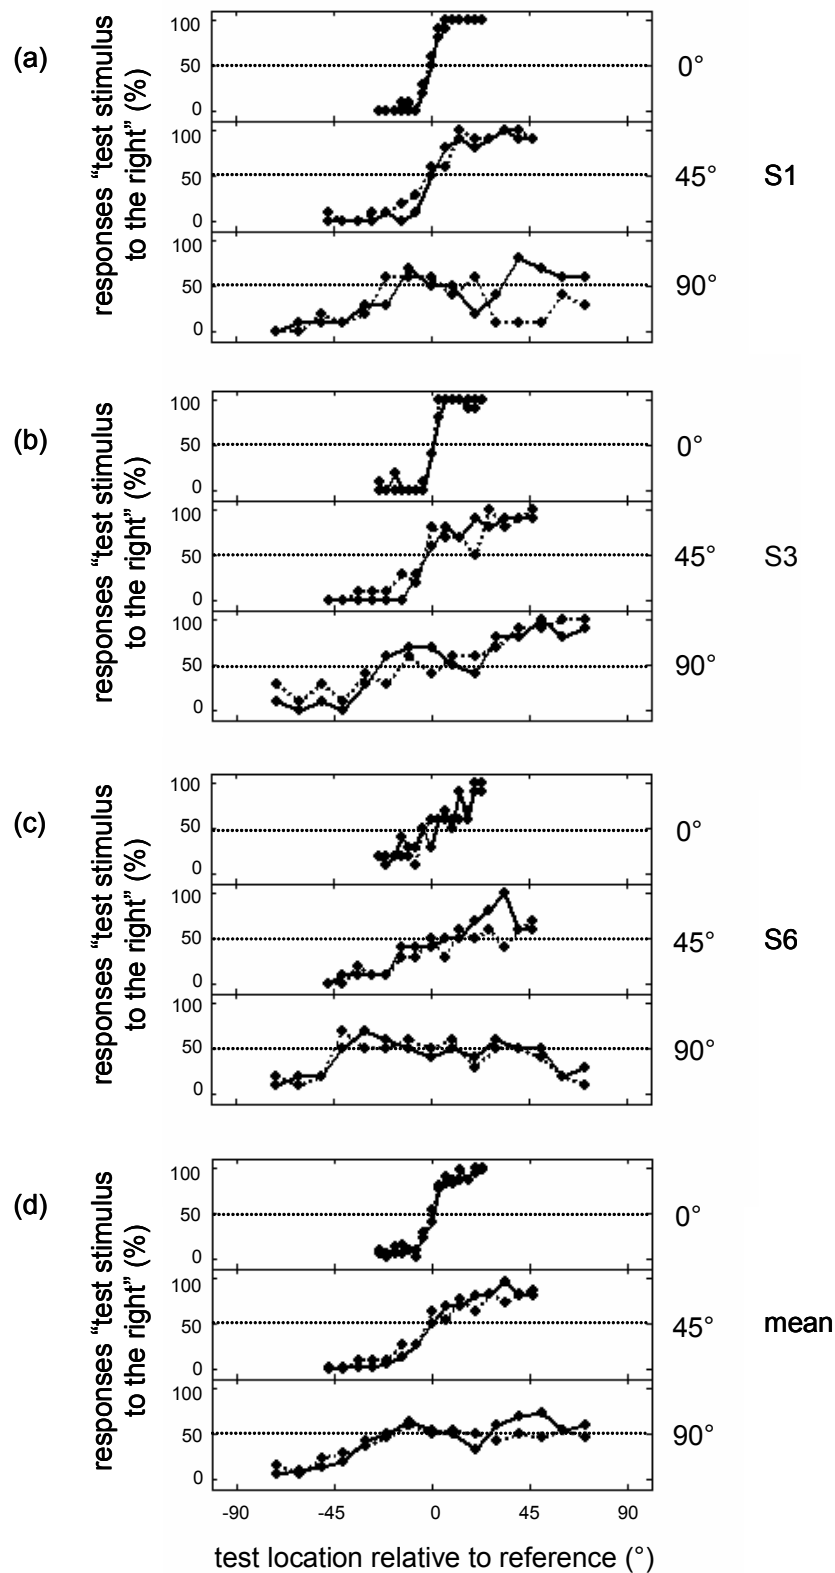 (a)
responses “test stimulus
to the right” (%)
100
50
0
0°
100
50
0
45°
S1
100
50
0
90°
(b)
responses “test stimulus
to the right” (%)
100
50
0
0°
100
50
0
45°
S3
100
50
0
90°
(c)
responses “test stimulus
to the right” (%)
100
50
0
0°
100
50
0
45°
S6
100
50
0
90°
(d)
responses “test stimulus
to the right” (%)
100
50
0
0°
100
50
0
45°
mean
100
50
0
90°
-90 -45 0 45 90
test location relative to reference (°)